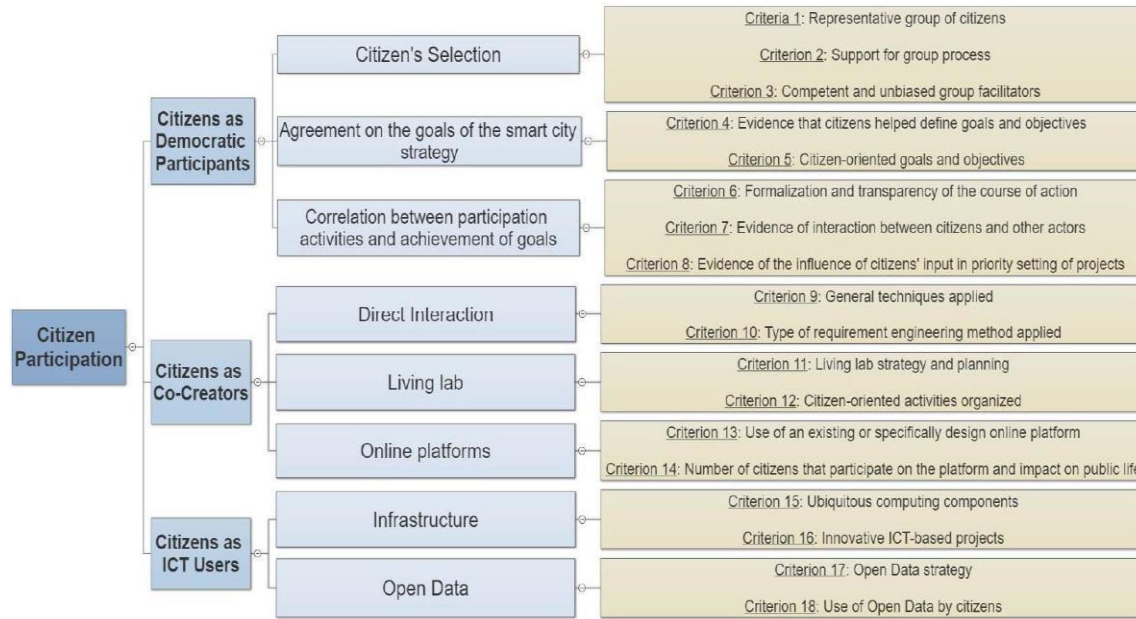 Citizen
Participation
Citizens as
Democratic
Participants
Citizen's Selection
Criteria 1: Representative group of citizens
Criterion 2: Support for group process
Criterion 3: Competent and unbiased group facilitators
Agreement on the goals of the smart city
strategy
Criterion 4: Evidence that citizens helped define goals and objectives
Criterion 5: Citizen-oriented goals and objectives
Correlation between participation
activities and achievement of goals
Criterion 6: Formalization and transparency of the course of action
Criterion 7: Evidence of interaction between citizens and other actors
Criterion 8: Evidence of the influence of citizens' input in priority setting of projects
Citizens as
Co-Creators
Direct Interaction
Criterion 9: General techniques applied
Criterion 10: Type of requirement engineering method applied
Living lab
Criterion 11: Living lab strategy and planning
Criterion 12: Citizen-oriented activities organized
Online platforms
Criterion 13: Use of an existing or specifically design online platform
Criterion 14: Number of citizens that participate on the platform and impact on public life
Citizens as
ICT Users
Infrastructure
Criterion 15: Ubiquitous computing components
Criterion 16: Innovative ICT-based projects
Open Data
Criterion 17: Open Data strategy
Criterion 18: Use of Open Data by citizens